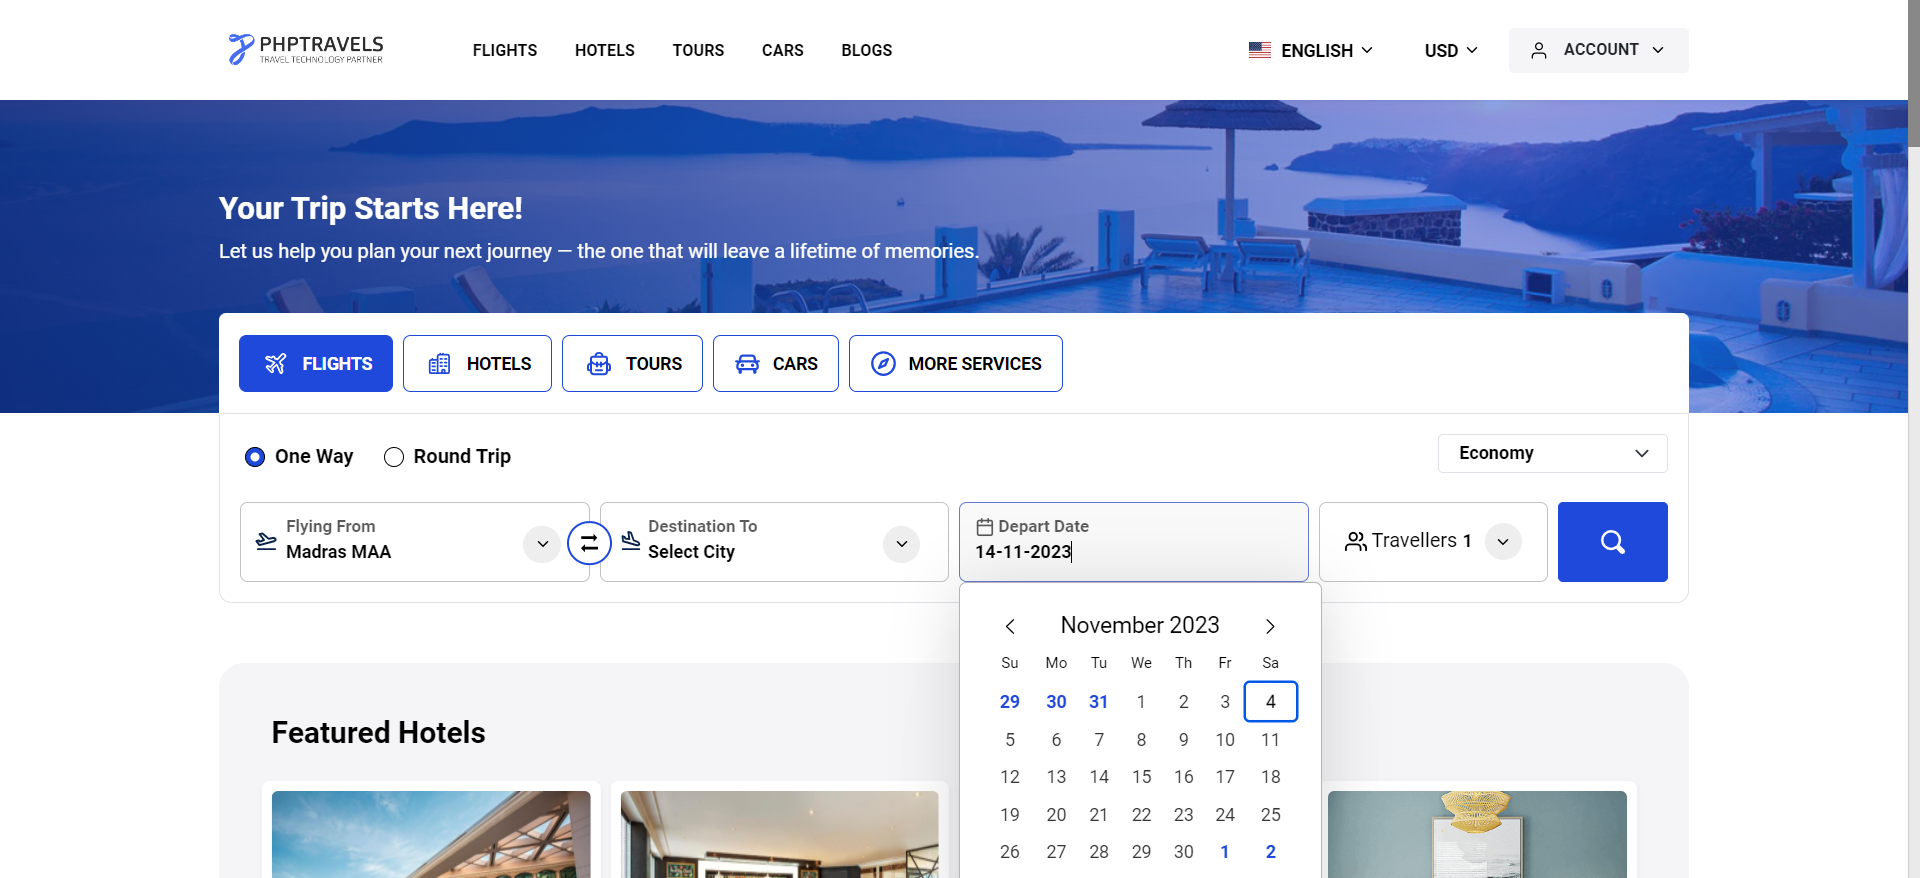 PHPTRAVELS
TRAVEL TECHNOLOGY PARTNER
FLIGHTS HOTELS TOURS CARS BLOGS
ENGLISH USD ACCOUNT
Your Trip Starts Here!
Let us help you plan your next journey — the one that will leave a lifetime of memories.
FLIGHTS HOTELS TOURS CARS MORE SERVICES
One Way Round Trip
Economy
Flying From
Madras MAA
Destination To
Select City
Depart Date
14-11-2023
Travellers 1
November 2023
Su Mo Tu We Th Fr Sa
29 30 31 1 2 3 4
5 6 7 8 9 10 11
12 13 14 15 16 17 18
19 20 21 22 23 24 25
26 27 28 29 30 1 2
Featured Hotels